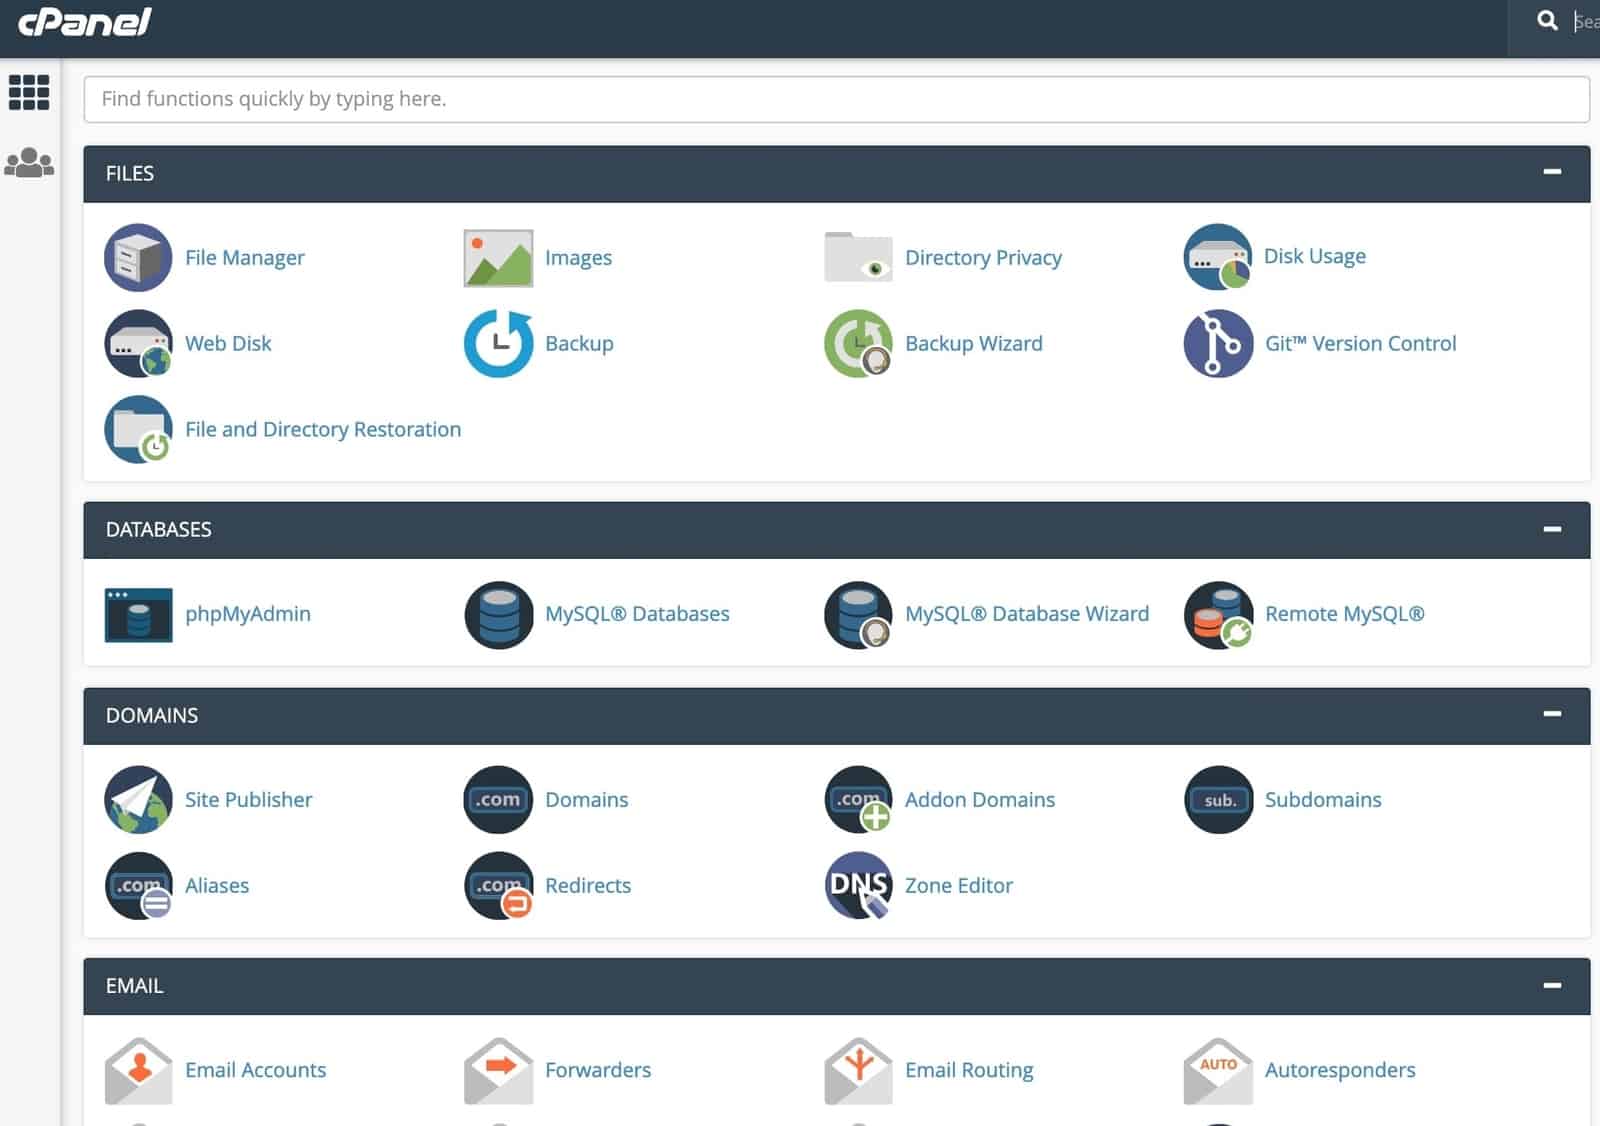 cPanel
Find functions quickly by typing here.
FILES
File Manager
Images
Directory Privacy
Disk Usage
Web Disk
Backup
Backup Wizard
Git™ Version Control
File and Directory Restoration
DATABASES
phpMyAdmin
MySQL® Databases
MySQL® Database Wizard
Remote MySQL®
DOMAINS
Site Publisher
.com
Domains
.com
Addon Domains
sub.
Subdomains
.com
Aliases
.com
Redirects
DNS
Zone Editor
EMAIL
Email Accounts
Forwarders
Email Routing
AUTO
Autoresponders